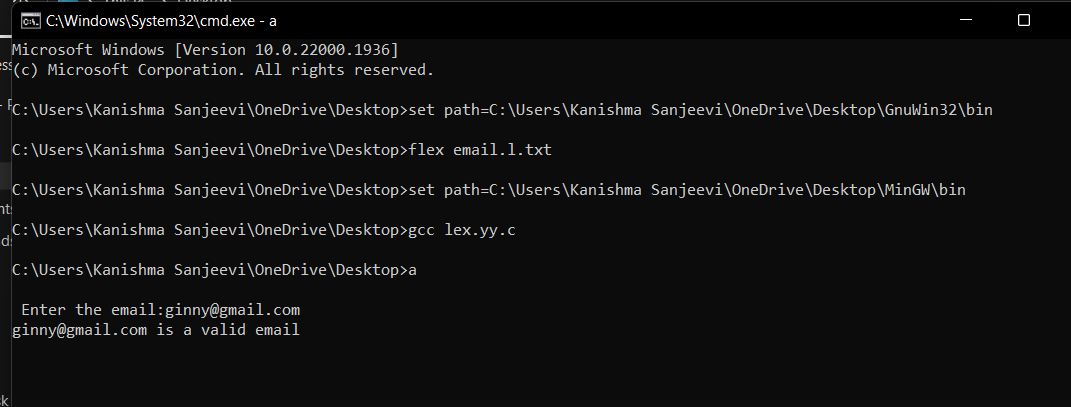 C:\Windows\System32\cmd.exe - a
Microsoft Windows [Version 10.0.22000.1936]
(c) Microsoft Corporation. All rights reserved.
C:\Users\Kanishma Sanjeevi\OneDrive\Desktop>set path=C:\Users\Kanishma Sanjeevi\OneDrive\Desktop\GnuWin32\bin
C:\Users\Kanishma Sanjeevi\OneDrive\Desktop>flex email.l.txt
C:\Users\Kanishma Sanjeevi\OneDrive\Desktop>set path=C:\Users\Kanishma Sanjeevi\OneDrive\Desktop\MinGW\bin
C:\Users\Kanishma Sanjeevi\OneDrive\Desktop>gcc lex.yy.c
C:\Users\Kanishma Sanjeevi\OneDrive\Desktop>a
Enter the email:ginny@gmail.com
ginny@gmail.com is a valid email